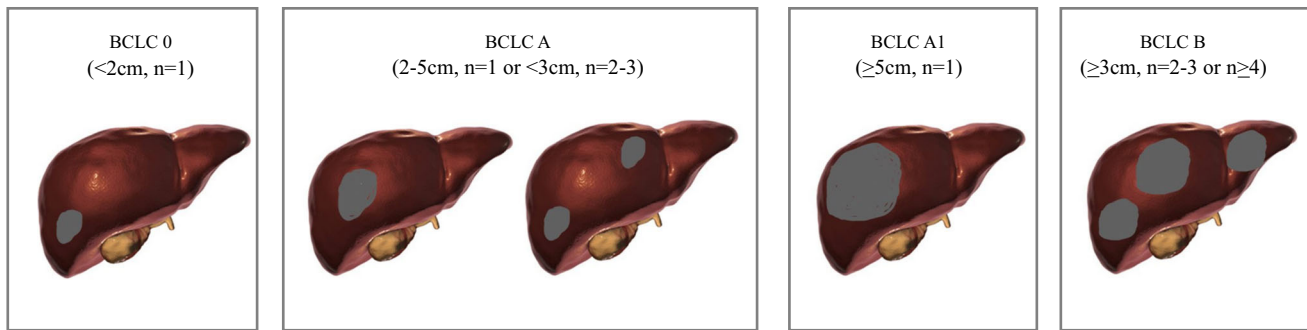 BCLC 0
(<2cm, n=1)
BCLC A
(2-5cm, n=1 or <3cm, n=2-3)
BCLC A1
(≥5cm, n=1)
BCLC B
(≥3cm, n=2-3 or n≥4)